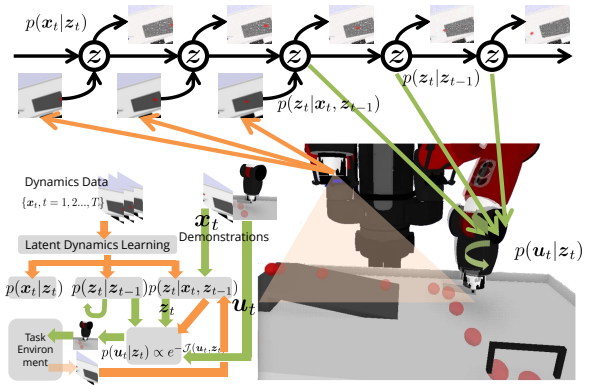 p(x_t|z_t)
z z z z z
p(z_t|z_{t−1})
p(z_t|x_t, z_{t−1})
Dynamics Data
{x_t, t = 1, 2..., T}
x_t
Demonstrations
Latent Dynamics Learning
p(u_t|z_t)
p(x_t|z_t) p(z_t|z_{t−1}) p(z_t|x_t, z_{t−1})
z_t u_t
Task
Environ
ment
p(u_t|z_t) ∝ e^{−J(u_t, z_t